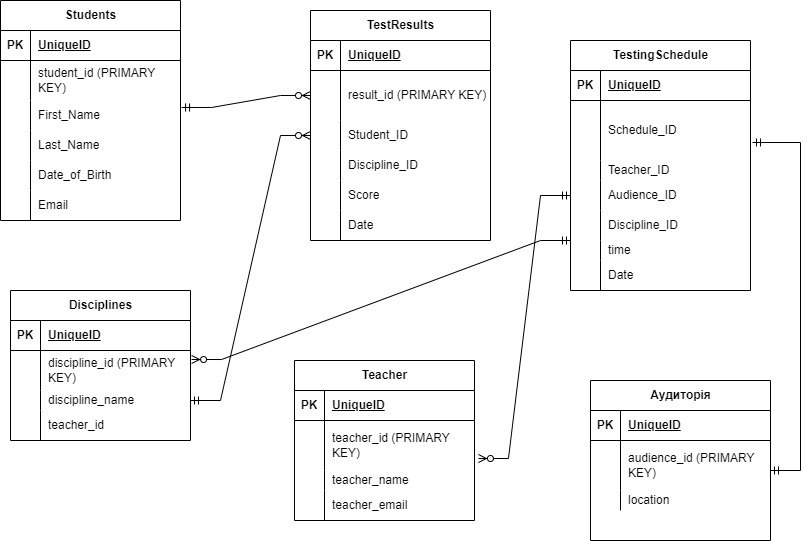 Students
PK UniqueID
student_id (PRIMARY
KEY)
First_Name
Last_Name
Date_of_Birth
Email
TestResults
PK UniqueID
result_id (PRIMARY KEY)
Student_ID
Discipline_ID
Score
Date
TestingSchedule
PK UniqueID
Schedule_ID
Teacher_ID
Audience_ID
Discipline_ID
time
Date
Disciplines
PK UniqueID
discipline_id (PRIMARY
KEY)
discipline_name
teacher_id
Teacher
PK UniqueID
teacher_id (PRIMARY
KEY)
teacher_name
teacher_email
Аудиторія
PK UniqueID
audience_id (PRIMARY
KEY)
location